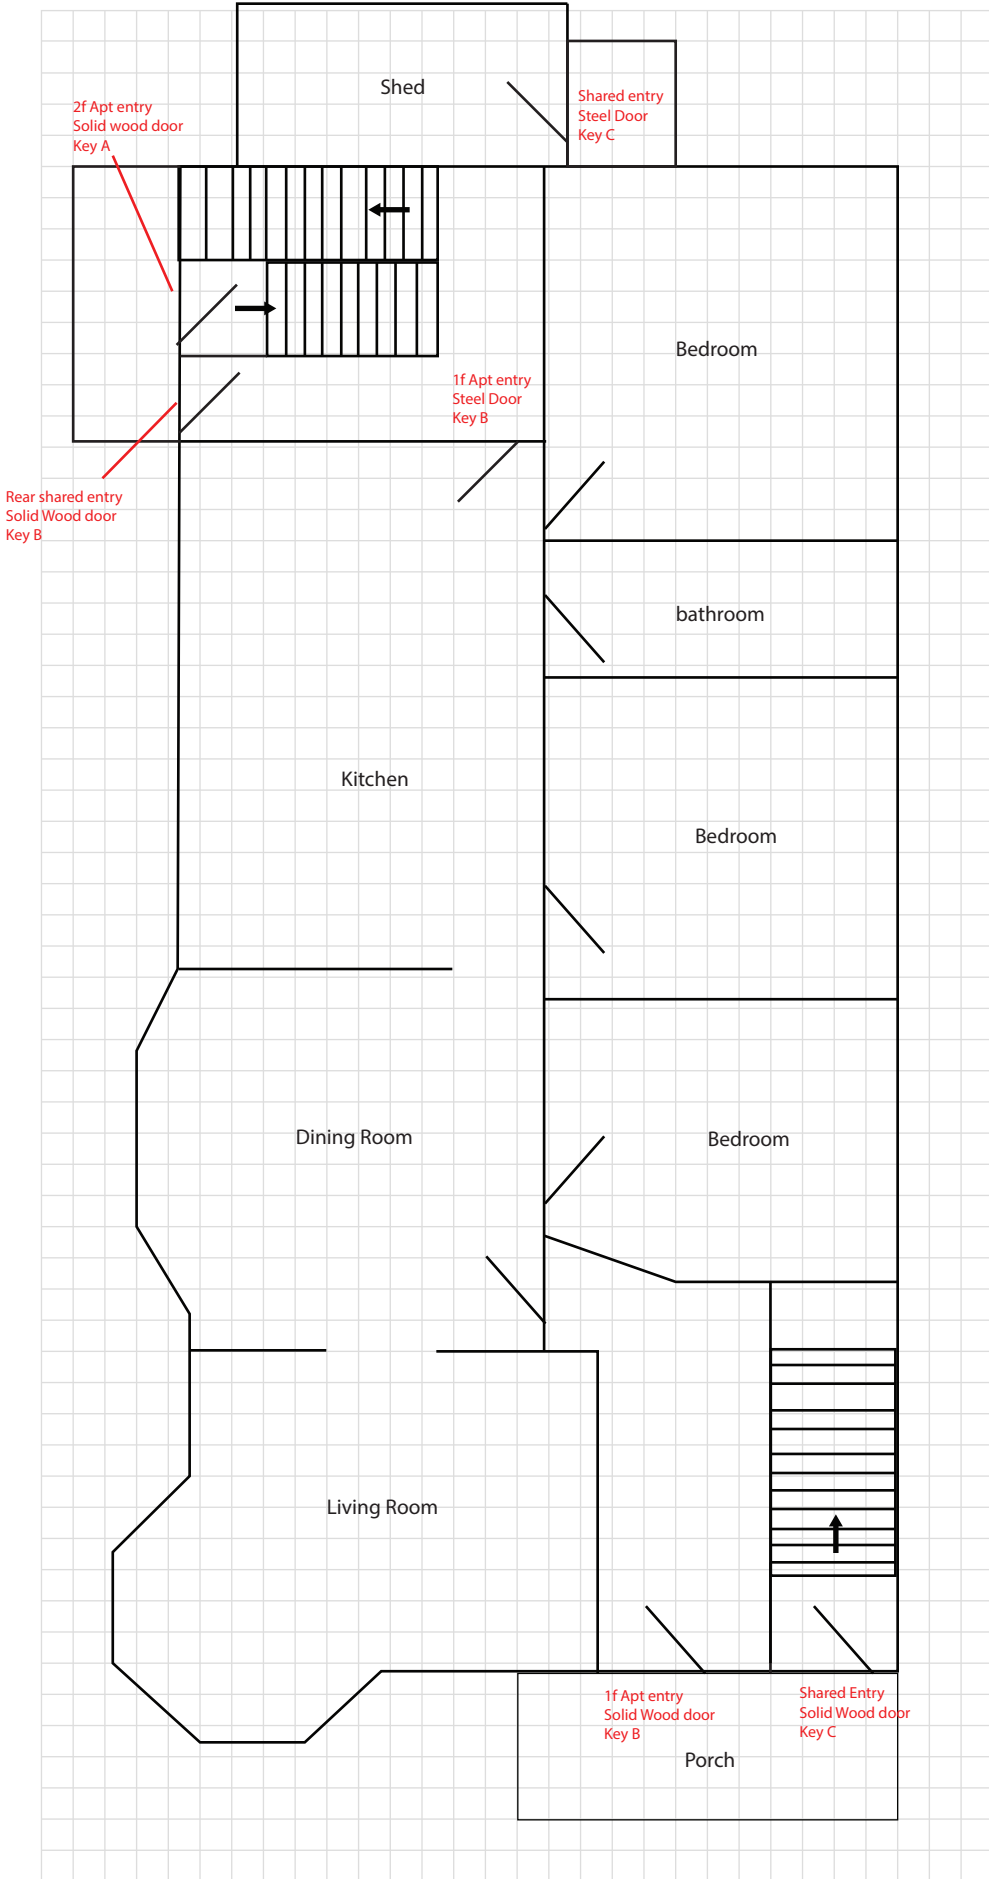 Shed
Shared entry
Steel Door
Key C
2f Apt entry
Solid wood door
Key A
Bedroom
1f Apt entry
Steel Door
Key B
Rear shared entry
Solid Wood door
Key B
bathroom
Kitchen
Bedroom
Dining Room
Bedroom
Living Room
1f Apt entry
Solid Wood door
Key B
Shared Entry
Solid Wood door
Key C
Porch